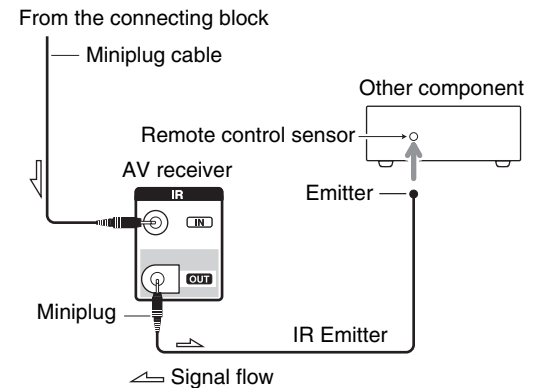 From the connecting block
Miniplug cable
Other component
Remote control sensor
AV receiver
IR
Emitter
IN
OUT
Miniplug
IR Emitter
Signal flow